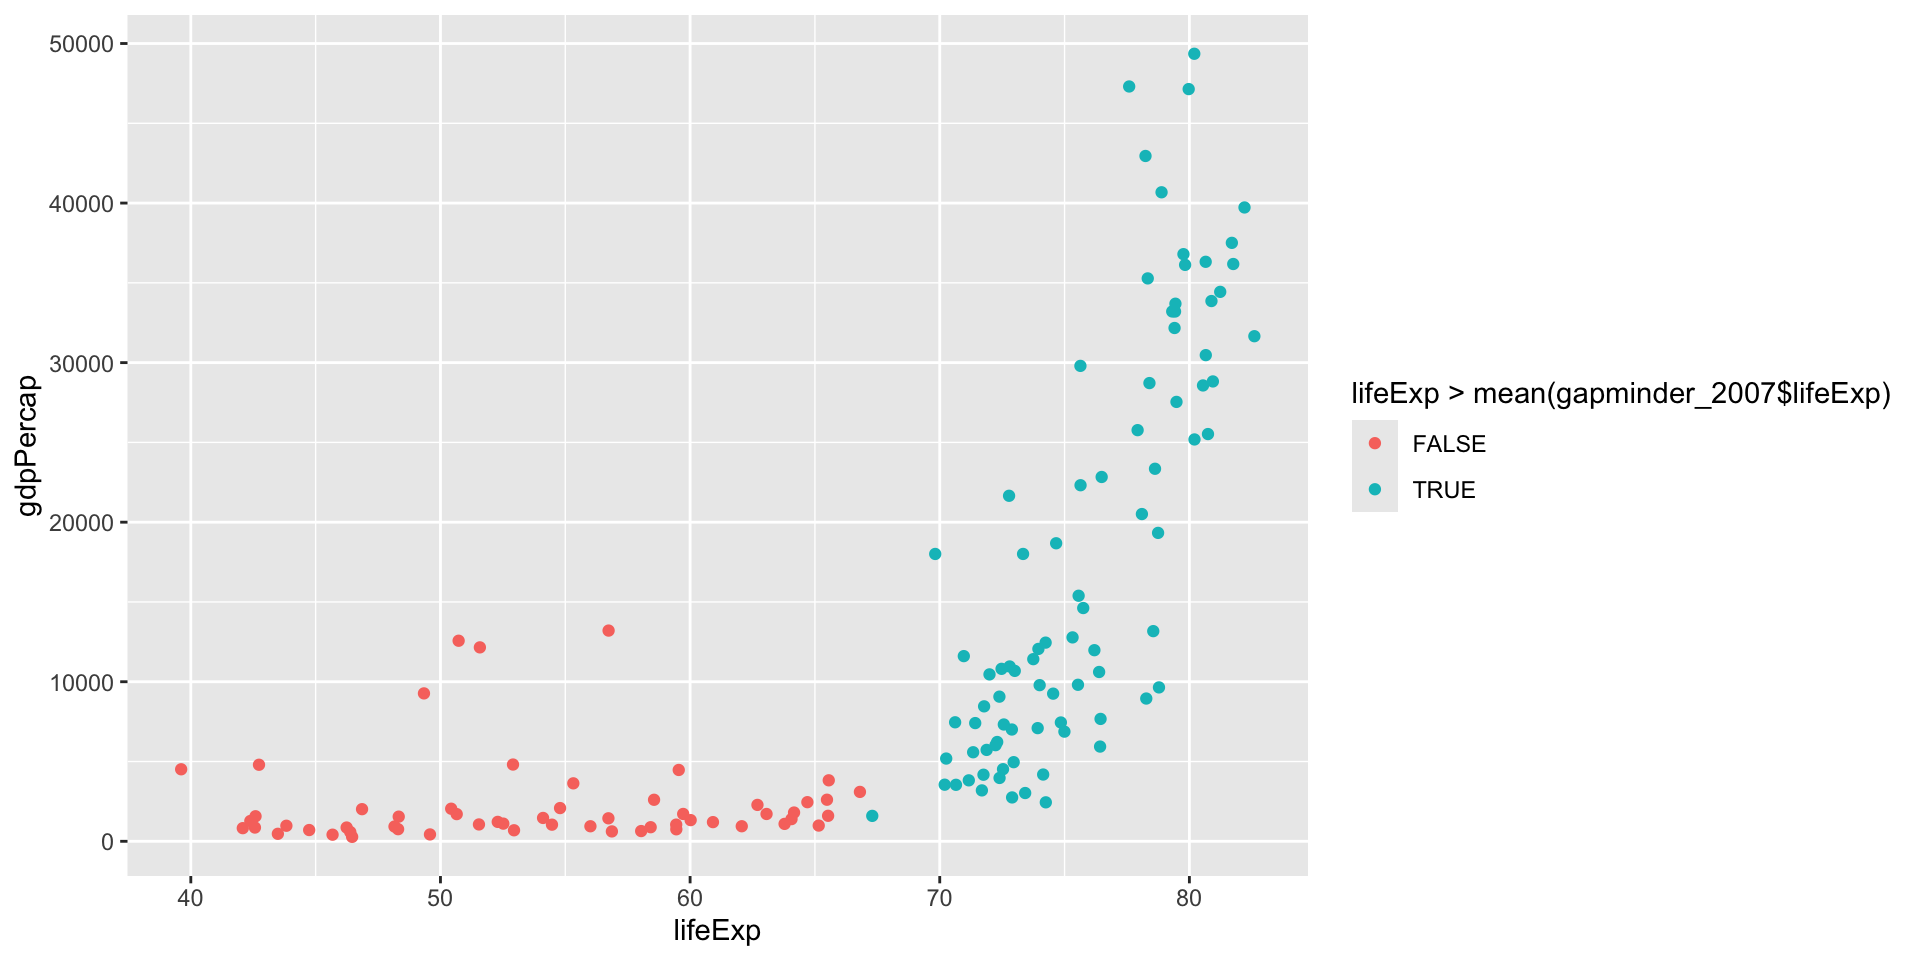 50000
40000
30000
20000
10000
0
gdpPercap
40 50 60 70 80
lifeExp
lifeExp > mean(gapminder_2007$lifeExp)
FALSE
TRUE